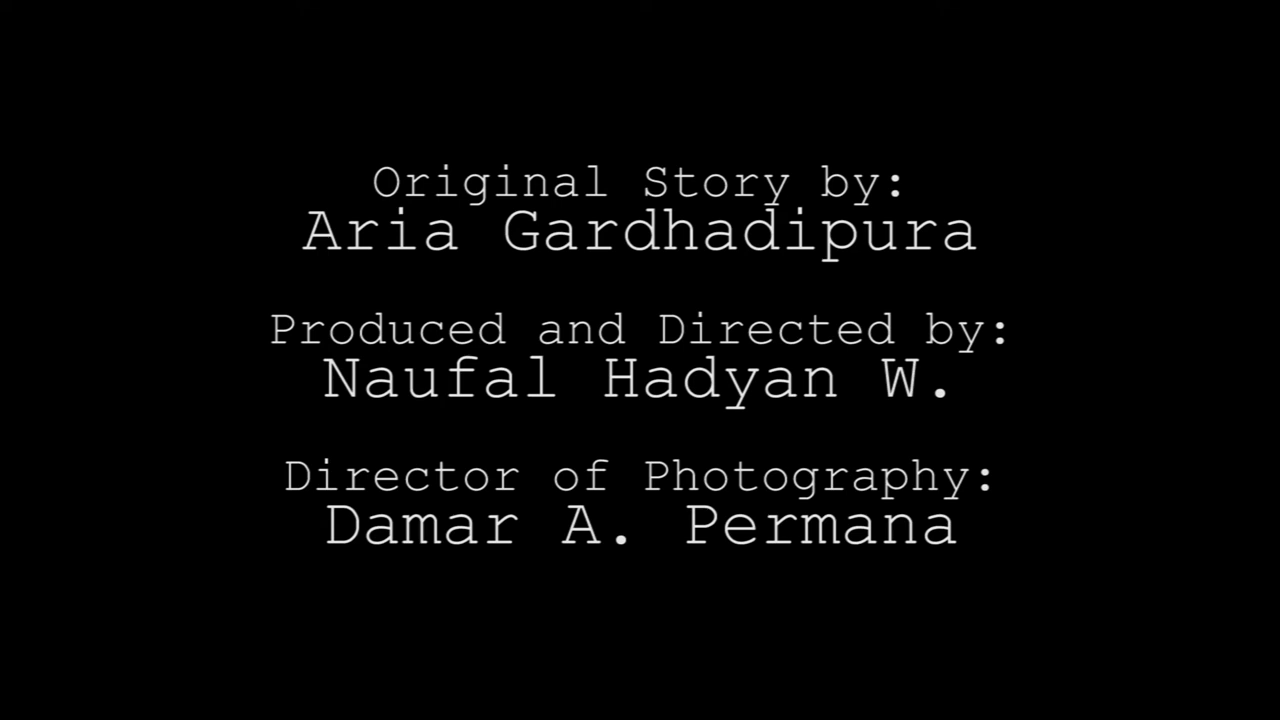 Original Story by:
Aria Gardhadipura
Produced and Directed by:
Naufal Hadyan W.
Director of Photography:
Damar A. Permana